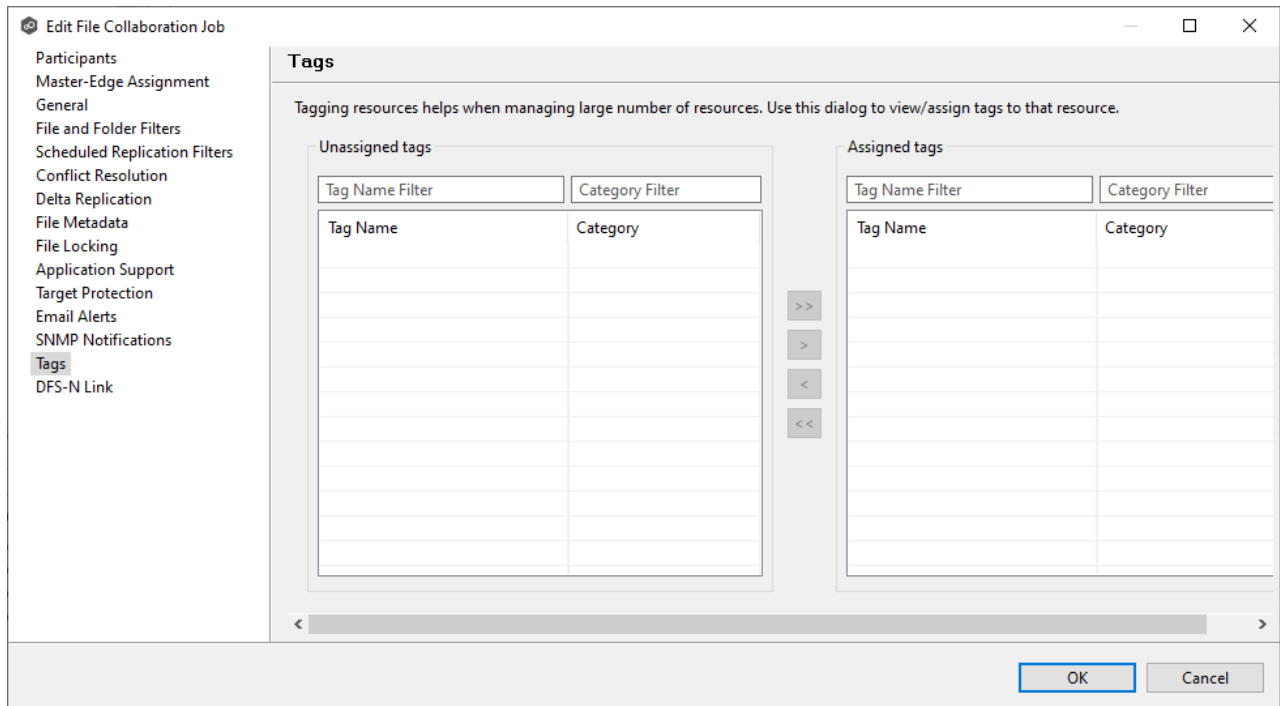 Edit File Collaboration Job
Participants
Master-Edge Assignment
General
File and Folder Filters
Scheduled Replication Filters
Conflict Resolution
Delta Replication
File Metadata
File Locking
Application Support
Target Protection
Email Alerts
SNMP Notifications
Tags
DFS-N Link
Tags
Tagging resources helps when managing large number of resources. Use this dialog to view/assign tags to that resource.
Unassigned tags
Tag Name Filter
Category Filter
Tag Name
Category
>>
>
<
<<
Assigned tags
Tag Name Filter
Category Filter
Tag Name
Category
OK
Cancel